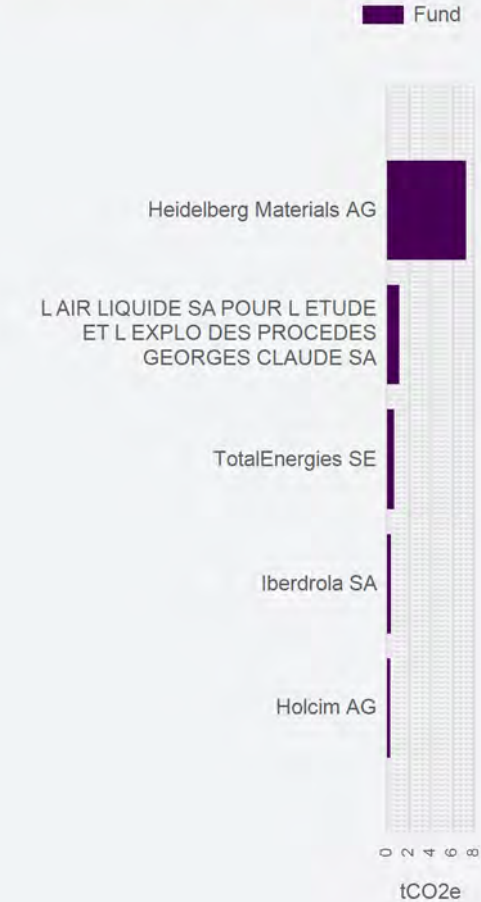 Fund
Heidelberg Materials AG
L AIR LIQUIDE SA POUR L ETUDE
ET L EXPLO DES PROCEDES
GEORGES CLAUDE SA
TotalEnergies SE
Iberdrola SA
Holcim AG
0 2 4 6 8
tCO2e